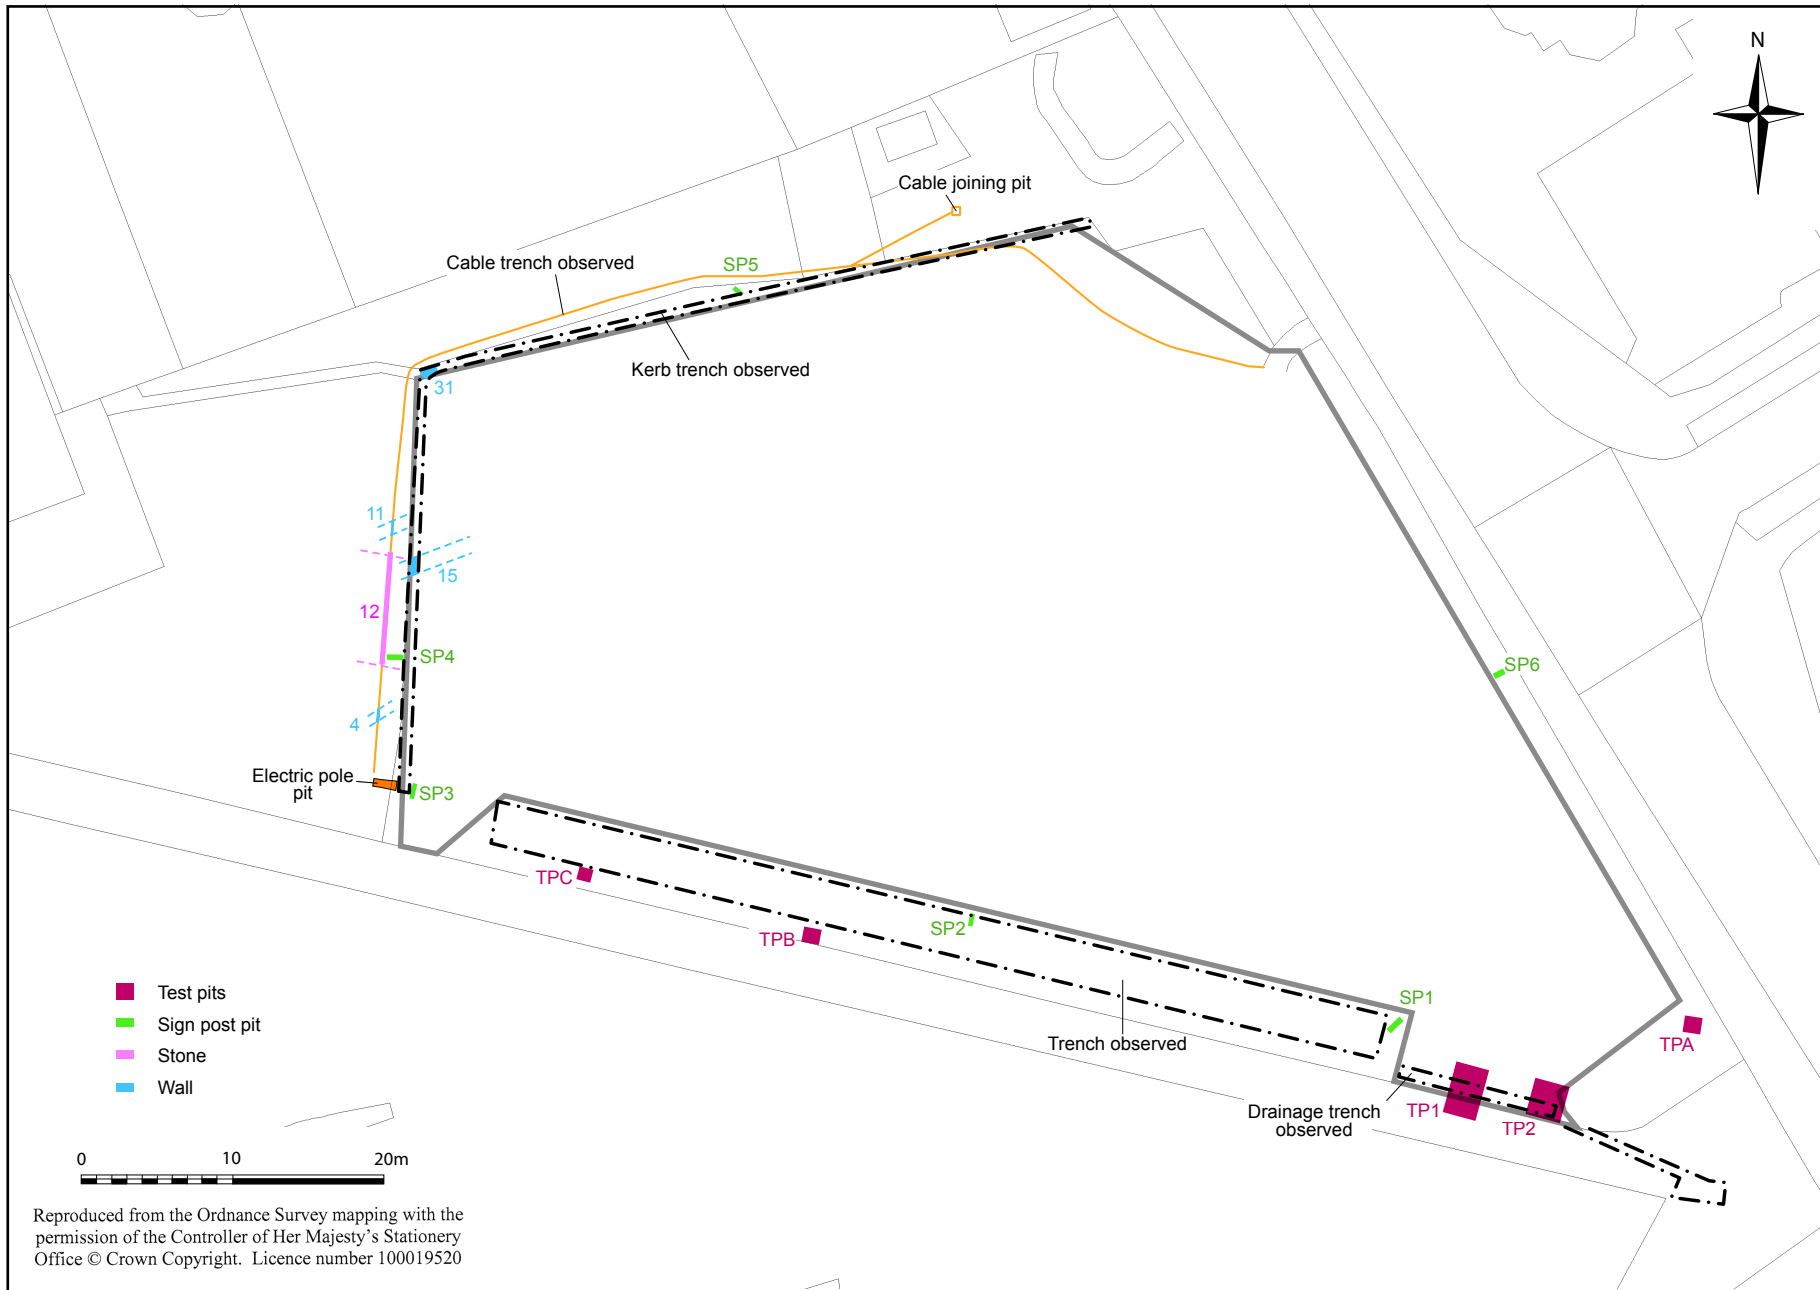 N
Cable joining pit
Cable trench observed
SP5
Kerb trench observed
31
11
15
12
SP4
SP6
4
Electric pole
pit
SP3
TPC
SP2
TPB
SP1
Trench observed
TPA
Drainage trench
observed
TP1
TP2
Test pits
Sign post pit
Stone
Wall
0 10 20m
Reproduced from the Ordnance Survey mapping with the
permission of the Controller of Her Majesty's Stationery
Office © Crown Copyright. Licence number 100019520